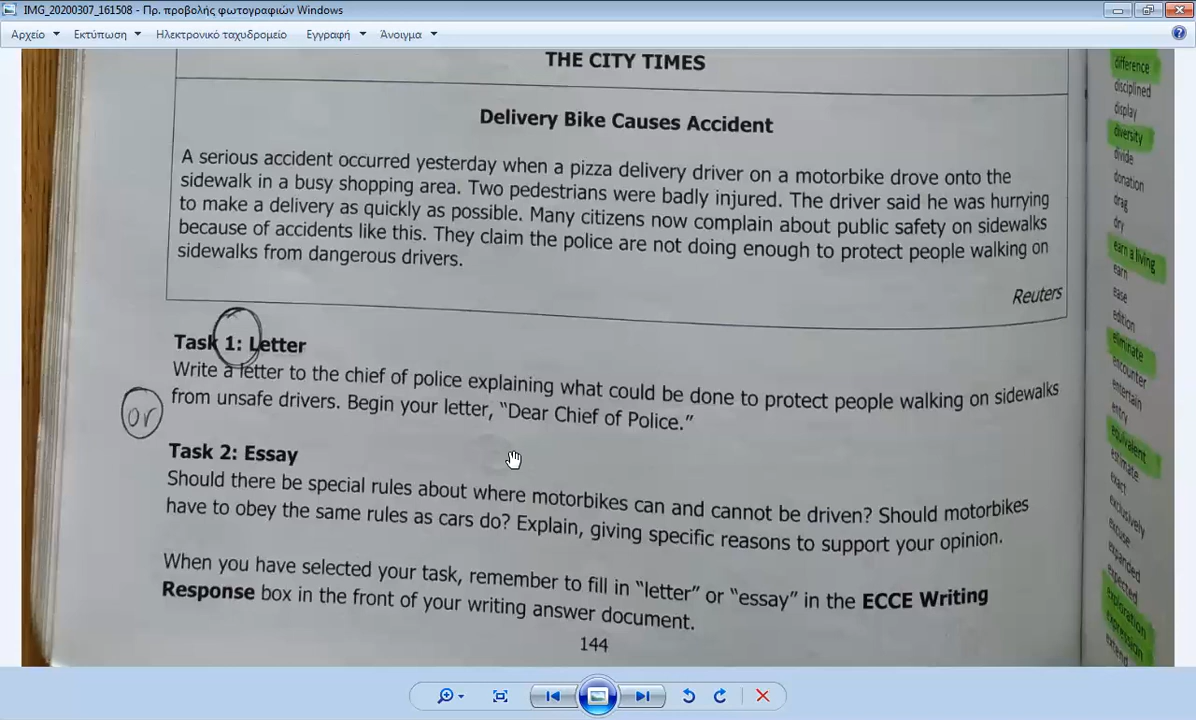 IMG_20200307_161508 - Πρ. προβολής φωτογραφιών Windows
Αρχείο Εκτύπωση Ηλεκτρονικό ταχυδρομείο Εγγραφή Άνοιγμα
THE CITY TIMES
Delivery Bike Causes Accident
A serious accident occurred yesterday when a pizza delivery driver on a motorbike drove onto the
sidewalk in a busy shopping area. Two pedestrians were badly injured. The driver said he was hurrying
to make a delivery as quickly as possible. Many citizens now complain about public safety on sidewalks
because of accidents like this. They claim the police are not doing enough to protect people walking on
sidewalks from dangerous drivers.
Reuters
Task 1: Letter
Write a letter to the chief of police explaining what could be done to protect people walking on sidewalks
from unsafe drivers. Begin your letter, “Dear Chief of Police.”
or
Task 2: Essay
Should there be special rules about where motorbikes can and cannot be driven? Should motorbikes
have to obey the same rules as cars do? Explain, giving specific reasons to support your opinion.
When you have selected your task, remember to fill in “letter” or “essay” in the ECCE Writing
Response box in the front of your writing answer document.
144
difference
disciplined
display
diversity
divide
donation
drag
dry
earn a living
earn
ease
edition
eliminate
encounter
entertain
entry
equivalent
estimate
exact
exclusively
excuse
expanded
expected
exploration
expression
extend